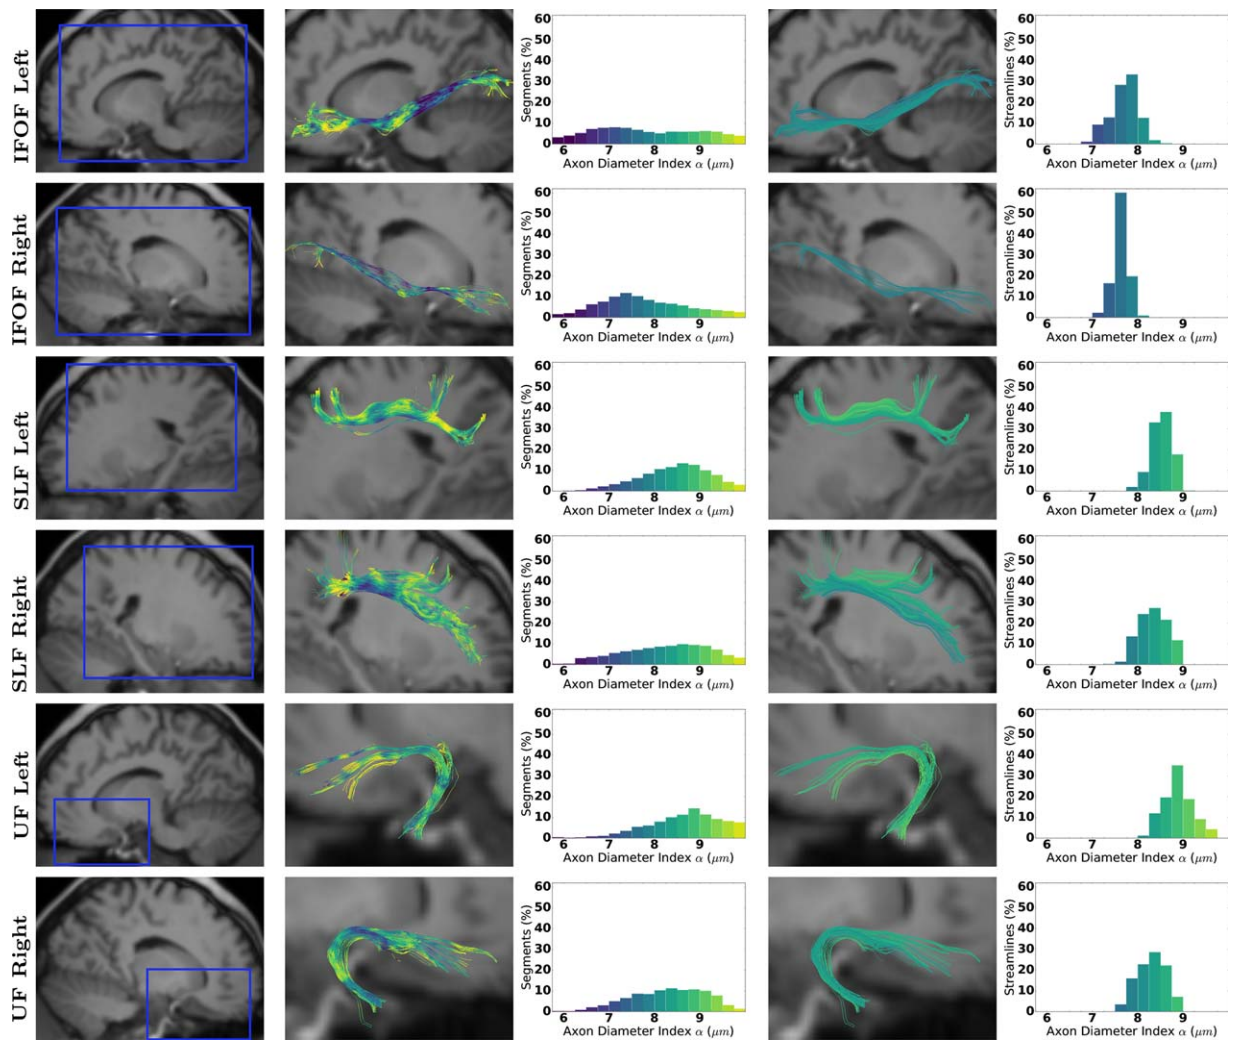 IFOF Left
60
50
40
30
20
10
0
Segments (%)
6 7 8 9
Axon Diameter Index α (μm)
60
50
40
30
20
10
0
Streamlines (%)
6 7 8 9
Axon Diameter Index α (μm)
IFOF Right
60
50
40
30
20
10
0
Segments (%)
6 7 8 9
Axon Diameter Index α (μm)
60
50
40
30
20
10
0
Streamlines (%)
6 7 8 9
Axon Diameter Index α (μm)
SLF Left
60
50
40
30
20
10
0
Segments (%)
6 7 8 9
Axon Diameter Index α (μm)
60
50
40
30
20
10
0
Streamlines (%)
6 7 8 9
Axon Diameter Index α (μm)
SLF Right
60
50
40
30
20
10
0
Segments (%)
6 7 8 9
Axon Diameter Index α (μm)
60
50
40
30
20
10
0
Streamlines (%)
6 7 8 9
Axon Diameter Index α (μm)
UF Left
60
50
40
30
20
10
0
Segments (%)
6 7 8 9
Axon Diameter Index α (μm)
60
50
40
30
20
10
0
Streamlines (%)
6 7 8 9
Axon Diameter Index α (μm)
UF Right
60
50
40
30
20
10
0
Segments (%)
6 7 8 9
Axon Diameter Index α (μm)
60
50
40
30
20
10
0
Streamlines (%)
6 7 8 9
Axon Diameter Index α (μm)